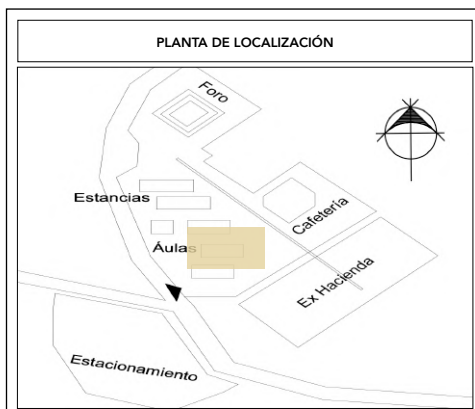 PLANTA DE LOCALIZACIÓN
Foro
Estancias
Cafetería
Áulas
Ex Hacienda
Estacionamiento